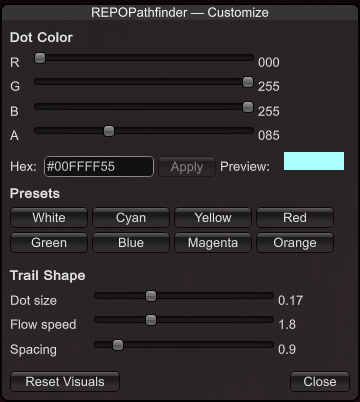 REPOPathfinder — Customize
Dot Color
R 000
G 255
B 255
A 085
Hex: #00FFFF55 Apply Preview:
Presets
White Cyan Yellow Red
Green Blue Magenta Orange
Trail Shape
Dot size 0.17
Flow speed 1.8
Spacing 0.9
Reset Visuals Close